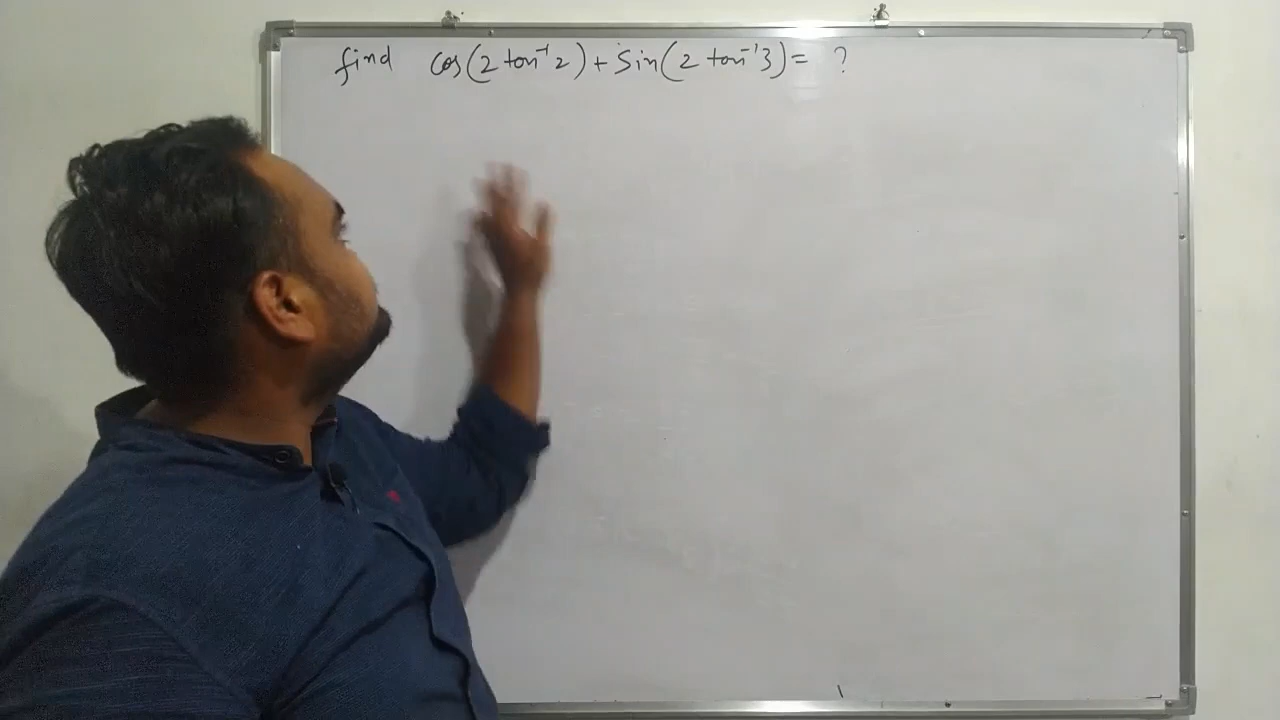 find cos(2 tan⁻¹2) + Sin(2 tan⁻¹3) = ?